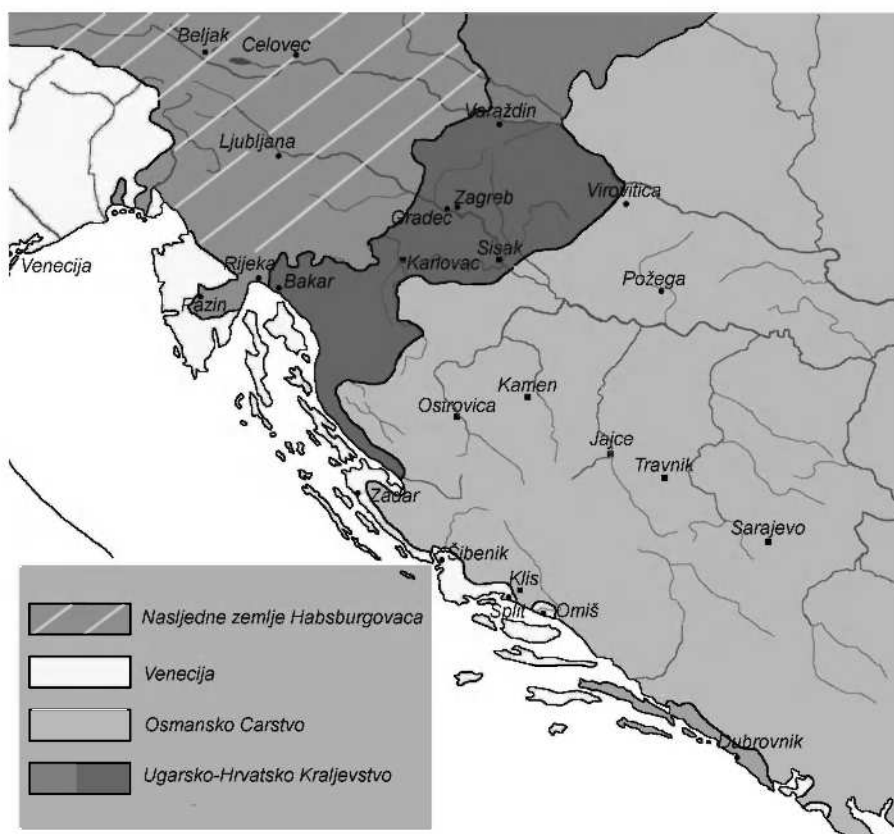 Beljak
Celovec
Varaždin
Ljubljana
Virovitica
Zagreb
Gradec
Sisak
Karlovac
Venecija
Rijeka
Bakar
Požega
Pazin
Kamen
Ostrovica
Jajce
Travnik
Zadar
Sarajevo
Šibenik
Klis
Split
Omiš
Dubrovnik
Nasljedne zemlje Habsburgovaca
Venecija
Osmansko Carstvo
Ugarsko-Hrvatsko Kraljevstvo